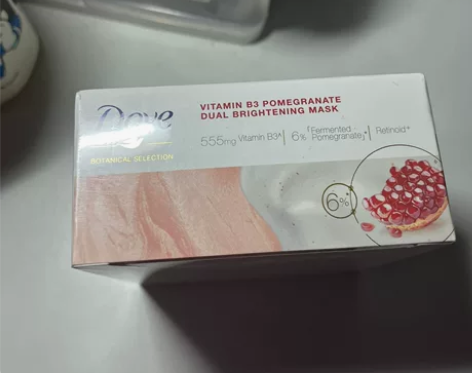 Dove
BOTANICAL SELECTION
VITAMIN B3 POMEGRANATE
DUAL BRIGHTENING MASK
555mg Vitamin B3^ 6% Fermented Pomegranate Retinoid
6%